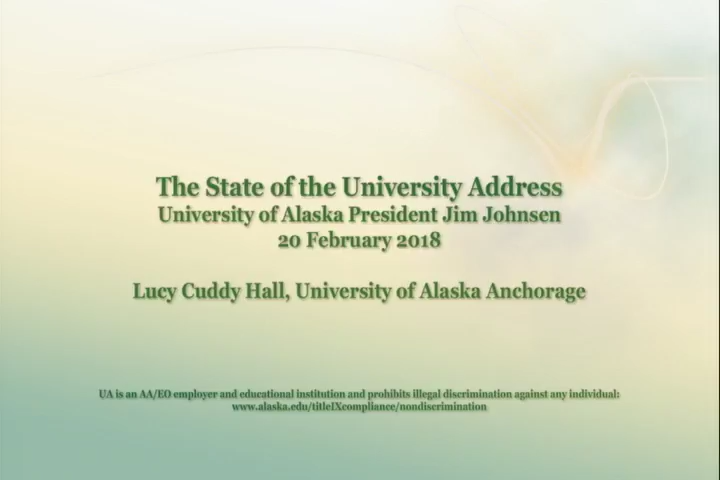 The State of the University Address
University of Alaska President Jim Johnsen
20 February 2018
Lucy Cuddy Hall, University of Alaska Anchorage
UA is an AA/EO employer and educational institution and prohibits illegal discrimination against any individual:
www.alaska.edu/titleIXcompliance/nondiscrimination